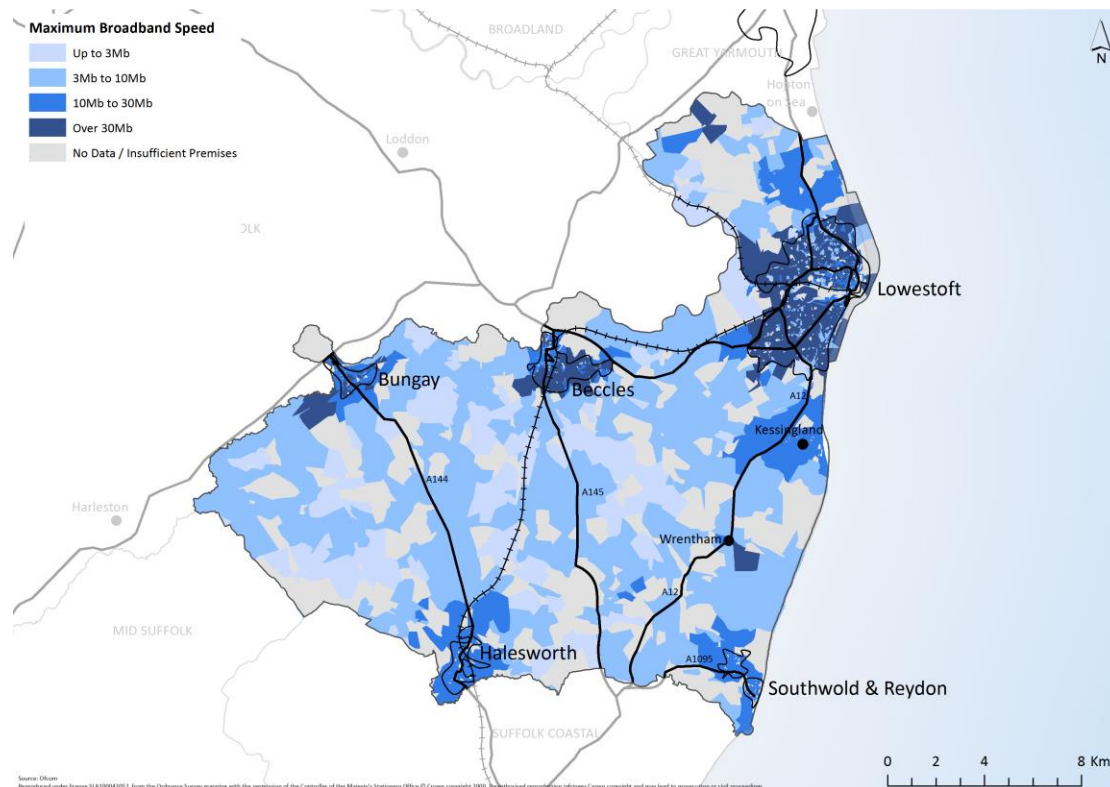 Maximum Broadband Speed
Up to 3Mb
3Mb to 10Mb
10Mb to 30Mb
Over 30Mb
No Data / Insufficient Premises
BROADLAND
GREAT YARMOUTH
N
Hopton
on Sea
Loddon
OLK
Lowestoft
Bungay
Beccles
A12
Kessingland
A144
A145
Harleston
Wrentham
A12
MID SUFFOLK
Halesworth
A1095
Southwold & Reydon
SUFFOLK COASTAL
0 2 4 8 Km
Source: Ofcom